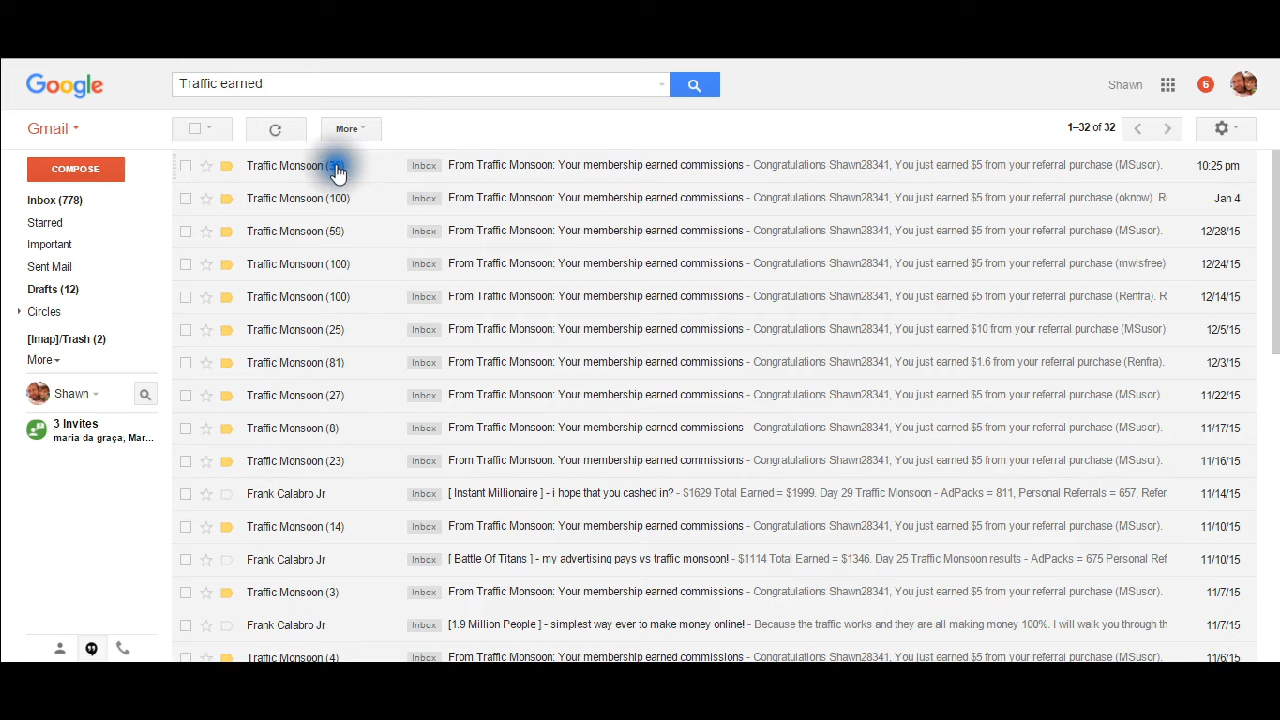 Google Traffic earned Shawn 6
Gmail More 1–32 of 32
COMPOSE
Inbox (778)
Starred
Important
Sent Mail
Drafts (12)
Circles
[Imap]/Trash (2)
More
Shawn
3 Invites
maria da graça, Mar...
Traffic Monsoon Inbox From Traffic Monsoon: Your membership earned commissions - Congratulations Shawn28341, You just earned $5 from your referral purchase (MSusor). 10:25 pm
Traffic Monsoon (100) Inbox From Traffic Monsoon: Your membership earned commissions - Congratulations Shawn28341, You just earned $5 from your referral purchase (oknow). R Jan 4
Traffic Monsoon (59) Inbox From Traffic Monsoon: Your membership earned commissions - Congratulations Shawn28341, You just earned $5 from your referral purchase (MSusor). 12/28/15
Traffic Monsoon (100) Inbox From Traffic Monsoon: Your membership earned commissions - Congratulations Shawn28341, You just earned $5 from your referral purchase (mwisfree) 12/24/15
Traffic Monsoon (100) Inbox From Traffic Monsoon: Your membership earned commissions - Congratulations Shawn28341, You just earned $5 from your referral purchase (Renfra). R 12/14/15
Traffic Monsoon (25) Inbox From Traffic Monsoon: Your membership earned commissions - Congratulations Shawn28341, You just earned $10 from your referral purchase (MSusor) 12/5/15
Traffic Monsoon (81) Inbox From Traffic Monsoon: Your membership earned commissions - Congratulations Shawn28341, You just earned $1.6 from your referral purchase (Renfra). 12/3/15
Traffic Monsoon (27) Inbox From Traffic Monsoon: Your membership earned commissions - Congratulations Shawn28341, You just earned $5 from your referral purchase (MSusor). 11/22/15
Traffic Monsoon (8) Inbox From Traffic Monsoon: Your membership earned commissions - Congratulations Shawn28341, You just earned $5 from your referral purchase (MSusor). 11/17/15
Traffic Monsoon (23) Inbox From Traffic Monsoon: Your membership earned commissions - Congratulations Shawn28341, You just earned $5 from your referral purchase (MSusor). 11/16/15
Frank Calabro Jr Inbox [ Instant Millionaire ] - i hope that you cashed in? - $1629 Total Earned = $1999. Day 29 Traffic Monsoon - AdPacks = 811, Personal Referrals = 657, Refer 11/14/15
Traffic Monsoon (14) Inbox From Traffic Monsoon: Your membership earned commissions - Congratulations Shawn28341, You just earned $5 from your referral purchase (MSusor). 11/10/15
Frank Calabro Jr Inbox [ Battle Of Titans ] - my advertising pays vs traffic monsoon! - $1114 Total Earned = $1346. Day 25 Traffic Monsoon results - AdPacks = 675 Personal Ref 11/10/15
Traffic Monsoon (3) Inbox From Traffic Monsoon: Your membership earned commissions - Congratulations Shawn28341, You just earned $5 from your referral purchase (MSusor). 11/7/15
Frank Calabro Jr Inbox [1.9 Million People ] - simplest way ever to make money online! - Because the traffic works and they are all making money 100%. I will walk you through th 11/7/15
Traffic Monsoon (4) Inbox From Traffic Monsoon: Your membership earned commissions - Congratulations Shawn28341, You just earned $5 from your referral purchase (MSusor). 11/6/15